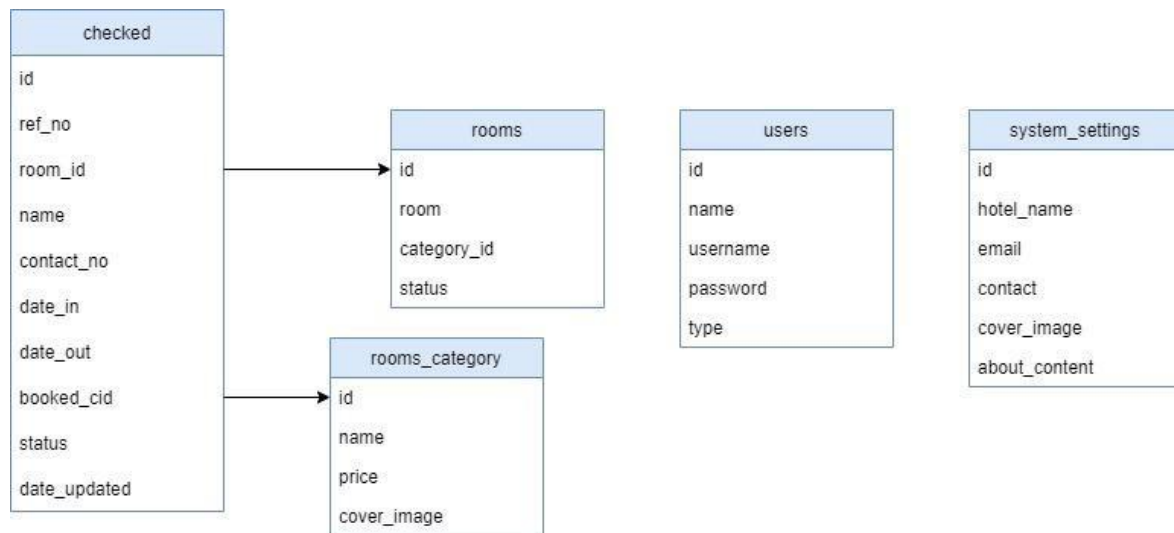 checked
id
ref_no
room_id
name
contact_no
date_in
date_out
booked_cid
status
date_updated
rooms
id
room
category_id
status
rooms_category
id
name
price
cover_image
users
id
name
username
password
type
system_settings
id
hotel_name
email
contact
cover_image
about_content